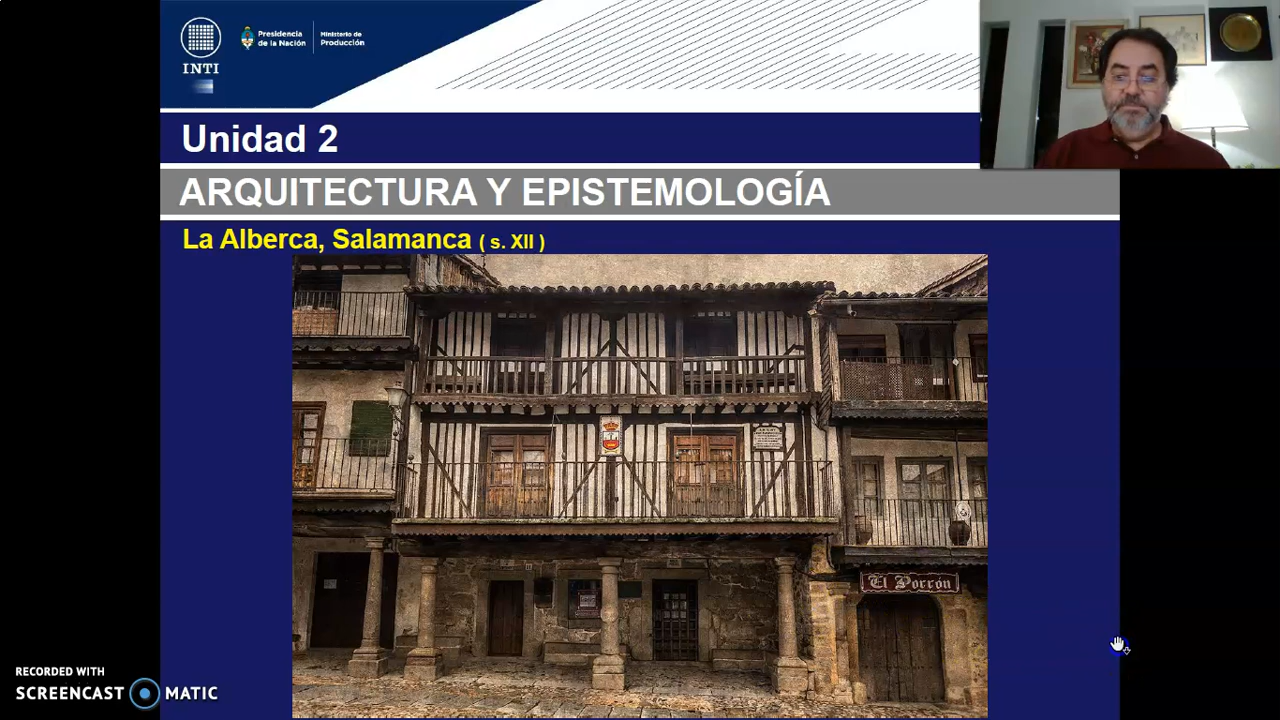 INTI
Presidencia
de la Nación
Ministerio de
Producción
Unidad 2
ARQUITECTURA Y EPISTEMOLOGÍA
La Alberca, Salamanca ( s. XII )
El Porrón
RECORDED WITH
SCREENCAST MATIC